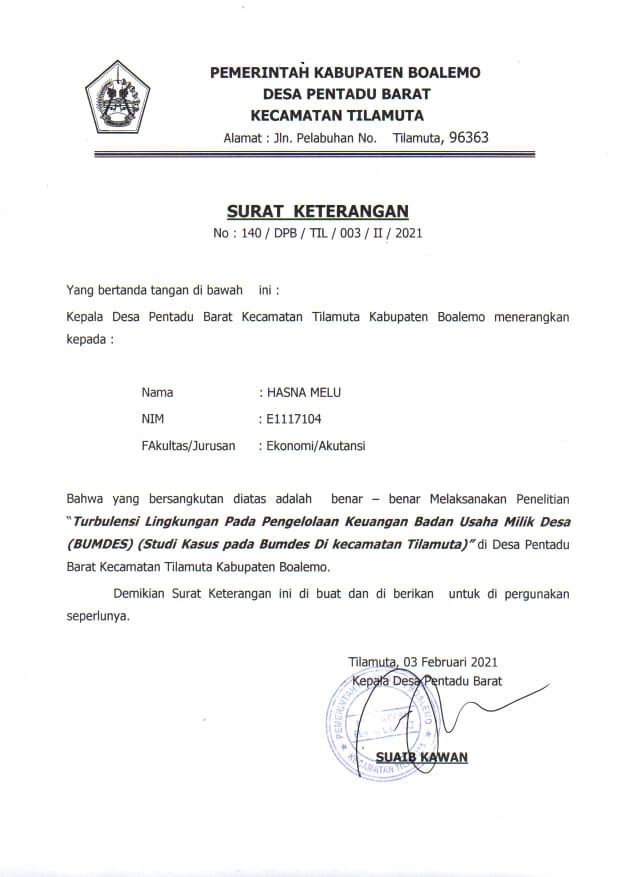 PEMERINTAH KABUPATEN BOALEMO
DESA PENTADU BARAT
KECAMATAN TILAMUTA
Alamat : Jln. Pelabuhan No. Tilamuta, 96363
SURAT KETERANGAN
No : 140 / DPB / TIL / 003 / II / 2021
Yang bertanda tangan di bawah ini :
Kepala Desa Pentadu Barat Kecamatan Tilamuta Kabupaten Boalemo menerangkan
kepada :
Nama : HASNA MELU
NIM : E1117104
FAkultas/Jurusan : Ekonomi/Akutansi
Bahwa yang bersangkutan diatas adalah benar – benar Melaksanakan Penelitian
"Turbulensi Lingkungan Pada Pengelolaan Keuangan Badan Usaha Milik Desa
(BUMDES) (Studi Kasus pada Bumdes Di kecamatan Tilamuta)" di Desa Pentadu
Barat Kecamatan Tilamuta Kabupaten Boalemo.
Demikian Surat Keterangan ini di buat dan di berikan untuk di pergunakan
seperlunya.
Tilamuta, 03 Februari 2021
Kepala Desa Pentadu Barat
PEMERINTAH BOALEMO
KECAMATAN
SUAIB KAWAN